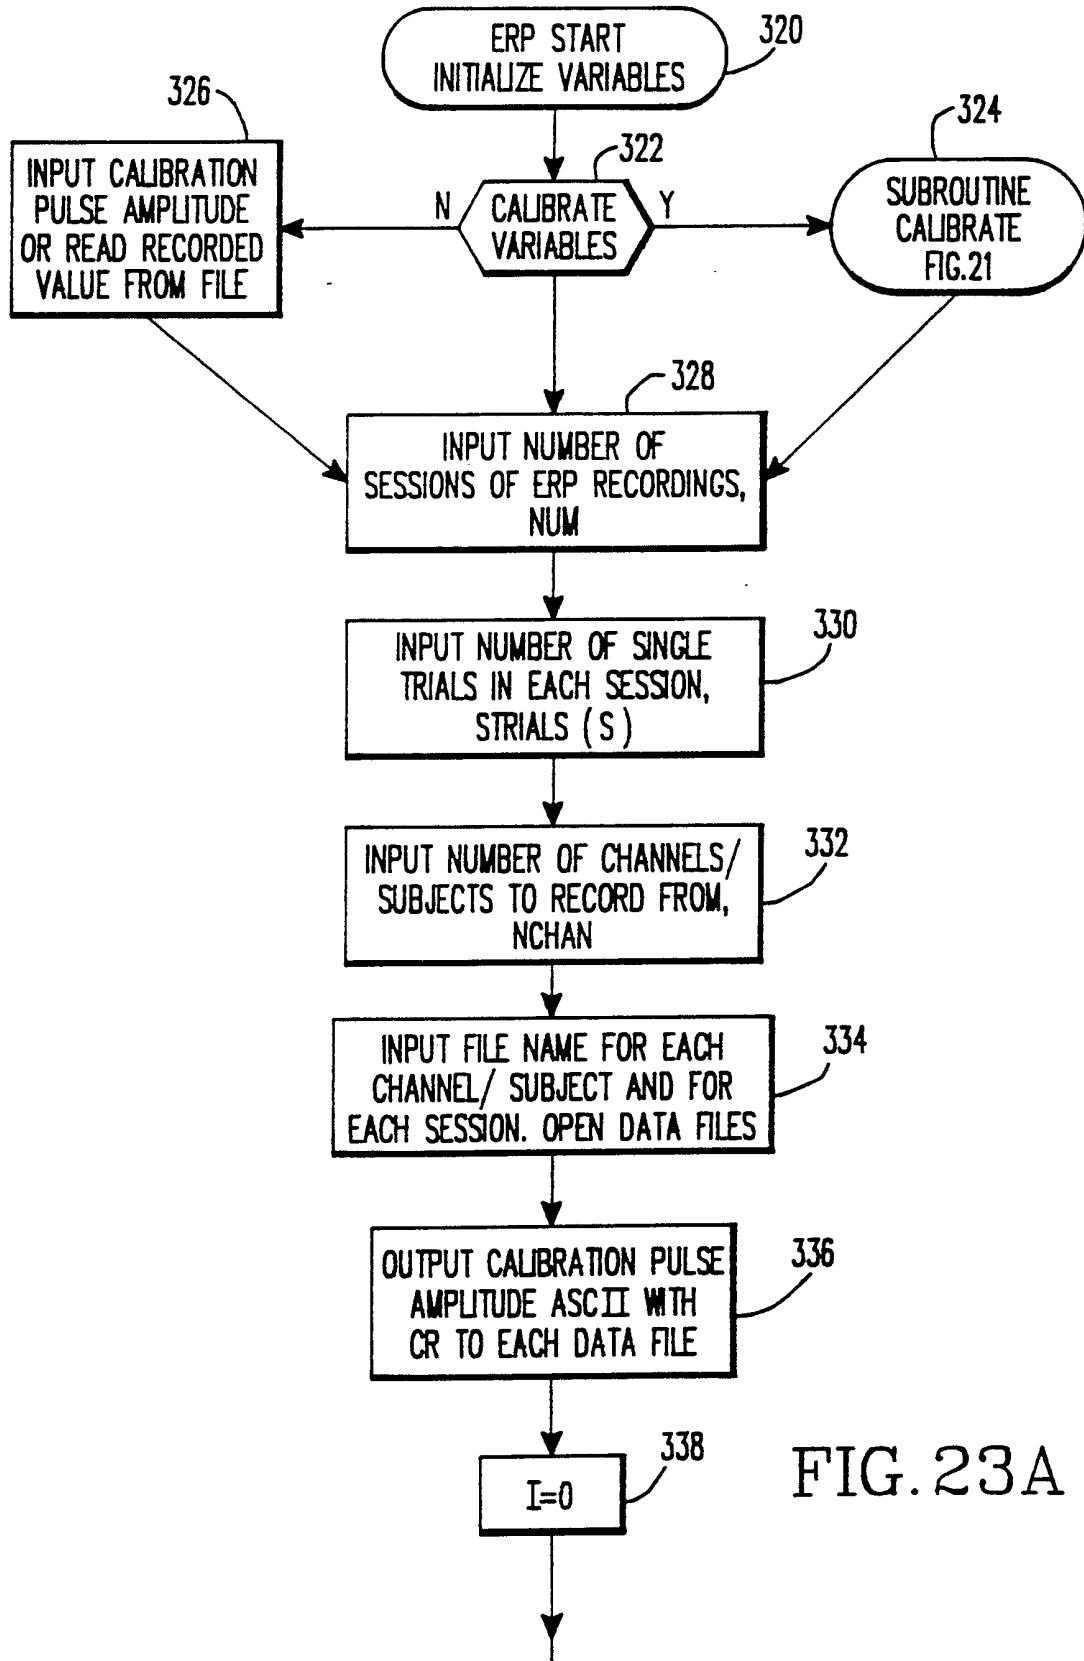 ERP START
INITIALIZE VARIABLES
320
326
INPUT CALIBRATION
PULSE AMPLITUDE
OR READ RECORDED
VALUE FROM FILE
N
322
CALIBRATE
VARIABLES
Y
324
SUBROUTINE
CALIBRATE
FIG.21
328
INPUT NUMBER OF
SESSIONS OF ERP RECORDINGS,
NUM
330
INPUT NUMBER OF SINGLE
TRIALS IN EACH SESSION,
STRIALS (S)
332
INPUT NUMBER OF CHANNELS/
SUBJECTS TO RECORD FROM,
NCHAN
334
INPUT FILE NAME FOR EACH
CHANNEL/ SUBJECT AND FOR
EACH SESSION. OPEN DATA FILES
336
OUTPUT CALIBRATION PULSE
AMPLITUDE ASCII WITH
CR TO EACH DATA FILE
338
I=0
FIG. 23A